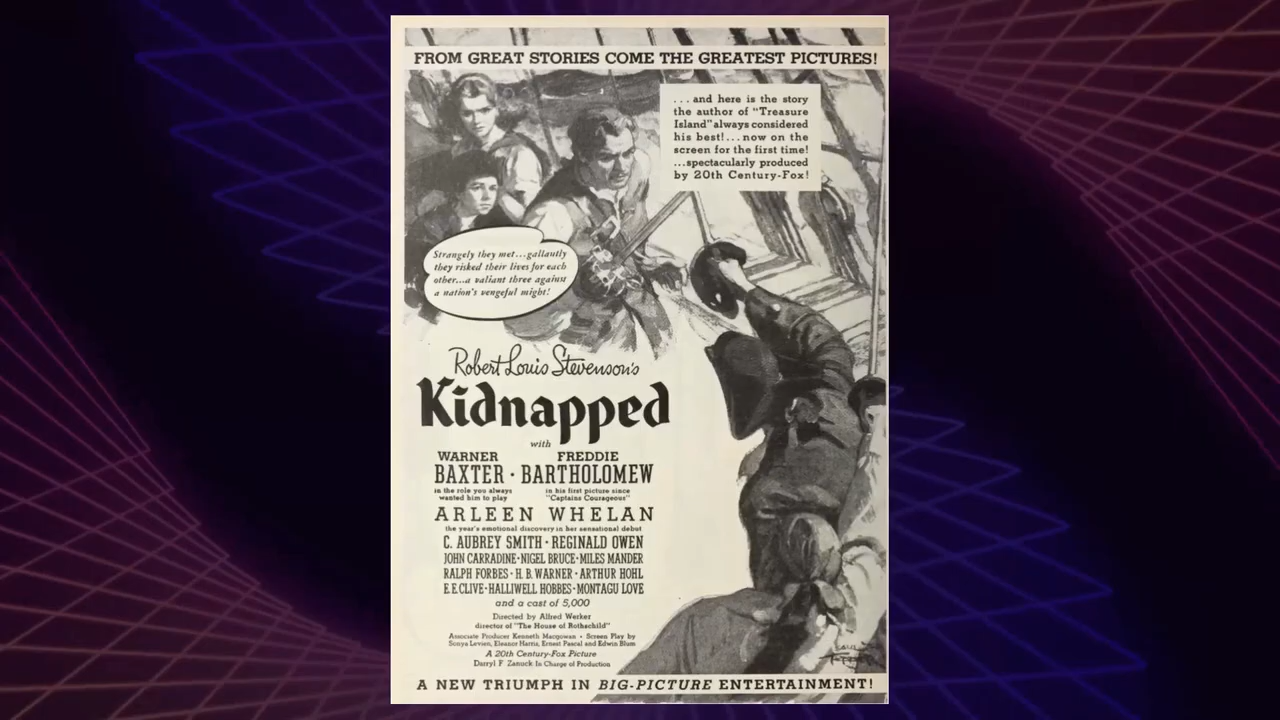 FROM GREAT STORIES COME THE GREATEST PICTURES!
. . . and here is the story
the author of "Treasure
Island" always considered
his best! . . . now on the
screen for the first time!
. . . spectacularly produced
by 20th Century-Fox!
Strangely they met...gallantly
they risked their lives for each
other...a valiant three against
a nation's vengeful might!
Robert Louis Stevenson's
Kidnapped
with
WARNER FREDDIE
BAXTER · BARTHOLOMEW
in the role you always in his first picture since
wanted him to play "Captains Courageous"
ARLEEN WHELAN
the year's emotional discovery in her sensational debut
C. AUBREY SMITH · REGINALD OWEN
JOHN CARRADINE · NIGEL BRUCE · MILES MANDER
RALPH FORBES · H. B. WARNER · ARTHUR HOHL
E. E. CLIVE · HALLIWELL HOBBES · MONTAGU LOVE
and a cast of 5,000
Directed by Alfred Werker
director of "The House of Rothschild"
Associate Producer Kenneth Macgowan • Screen Play by
Sonya Levien, Eleanor Harris, Ernest Pascal and Edwin Blum
A 20th Century-Fox Picture
Darryl F. Zanuck In Charge of Production
A NEW TRIUMPH IN BIG-PICTURE ENTERTAINMENT!